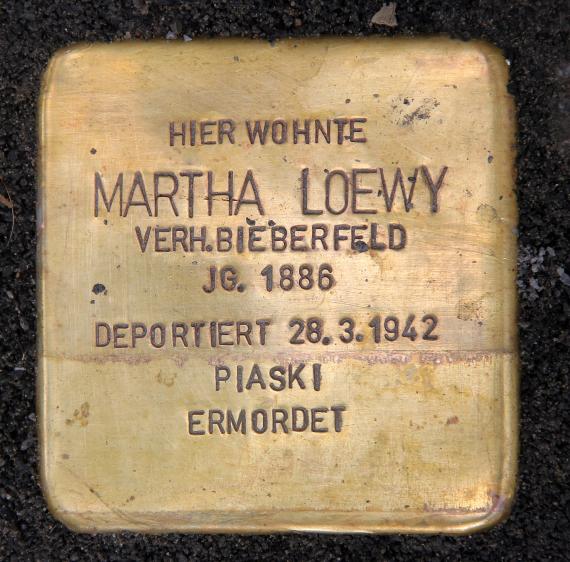 HIER WOHNTE
MARTHA LOEWY
VERH. BIEBERFELD
JG. 1886
DEPORTIERT 28.3.1942
PIASKI
ERMORDET